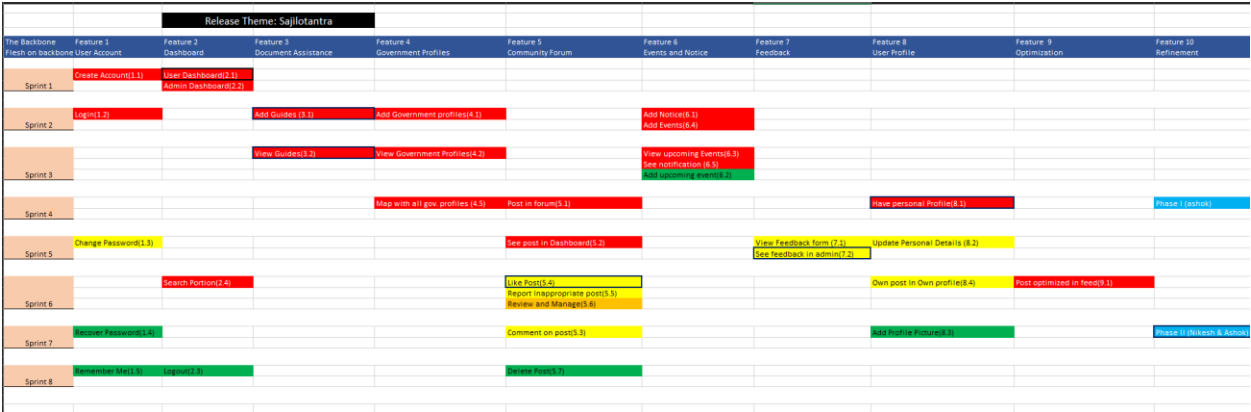 Release Theme: Sajilotantra
The Backbone Feature 1 Feature 2 Feature 3 Feature 4 Feature 5 Feature 6 Feature 7 Feature 8 Feature 9 Feature 10
Flesh on backbone User Account Dashboard Document Assistance Government Profiles Community Forum Events and Notice Feedback User Profile Optimization Refinement
Create Account(1.1) User Dashboard(2.1)
Sprint 1 Admin Dashboard(2.2)
Login(1.2) Add Guides (3.1) Add Government profiles(4.1) Add Notice(6.1)
Sprint 2 Add Events(6.4)
View Guides(3.2) View Government Profiles(4.2) View upcoming Events(6.3)
See notification (6.5)
Sprint 3 Add upcoming event(6.2)
Map with all gov. profiles (4.5) Post in forum(5.1) Have personal Profile(8.1) Phase I (ashok)
Sprint 4
Change Password(1.3) See post in Dashboard(5.2) View Feedback form (7.1) Update Personal Details (8.2)
Sprint 5 See feedback in admin(7.2)
Search Portion(2.4) Like Post(5.4) Own post In Own profile(8.4) Post optimized in feed(9.1)
Report inappropriate post(5.5)
Sprint 6 Review and Manage(5.6)
Recover Password(1.4) Comment on post(5.3) Add Profile Picture(8.3) Phase II (Nikesh & Ashok)
Sprint 7
Remember Me(1.5) Logout(2.3) Delete Post(5.7)
Sprint 8